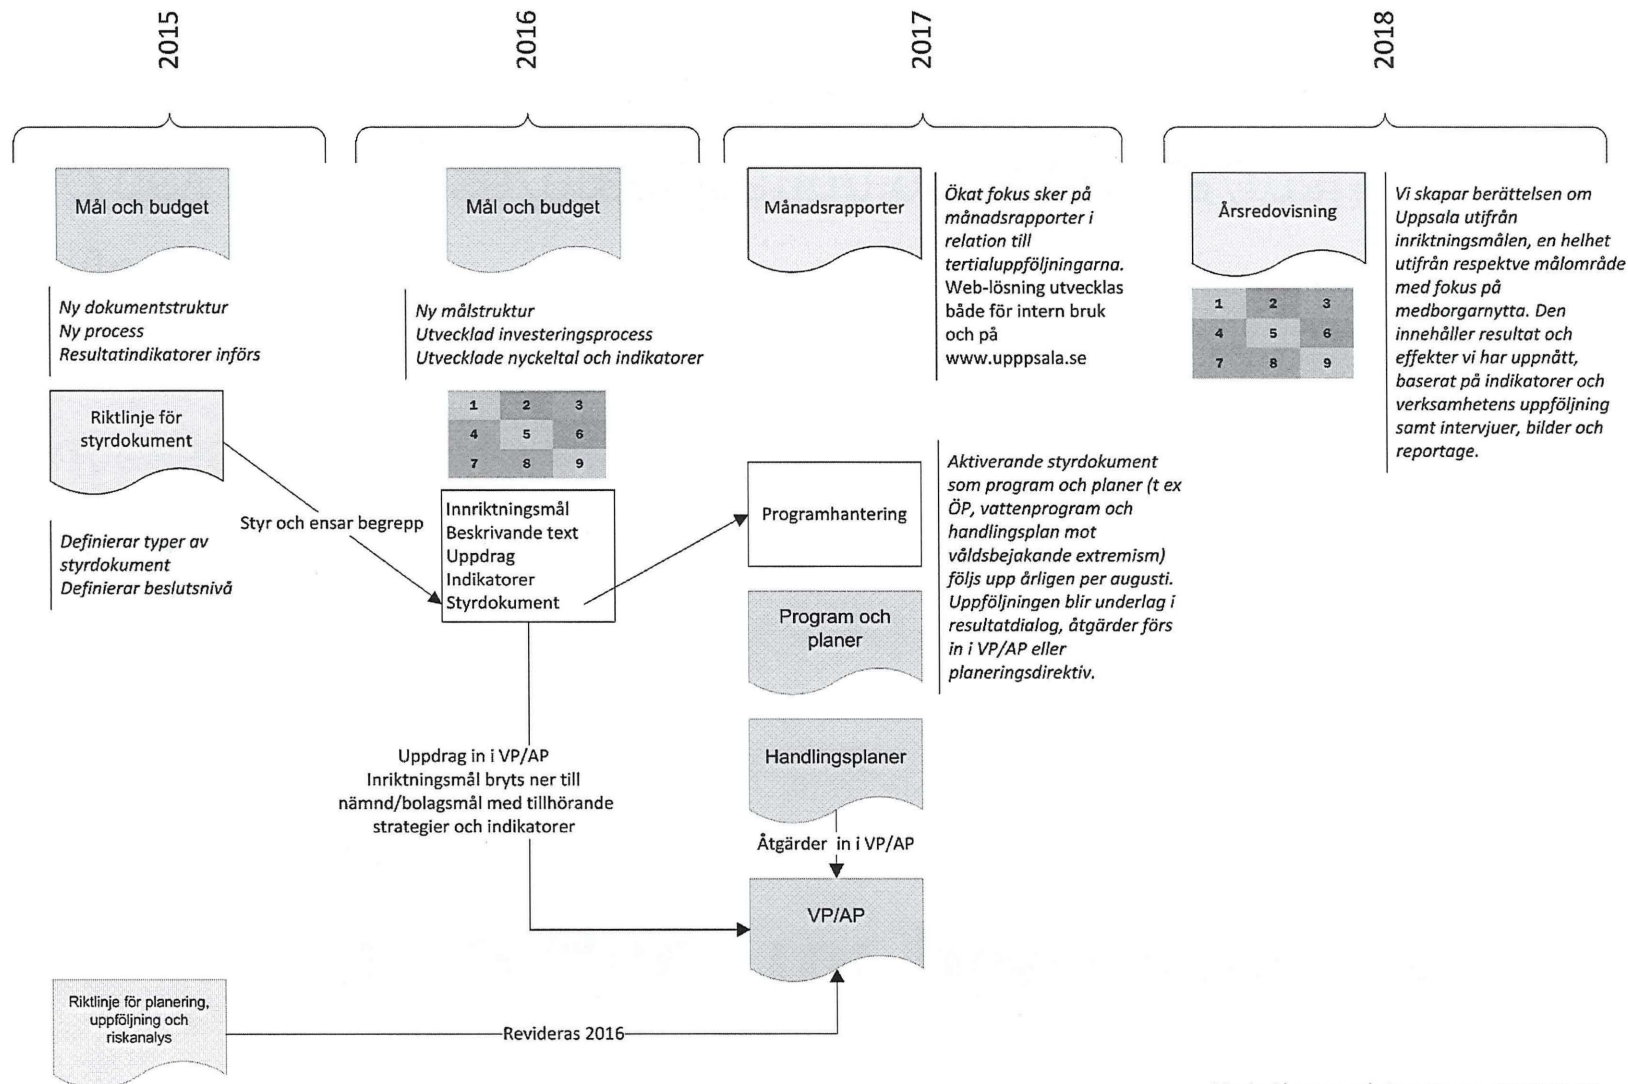 2015
2016
2017
2018
Mål och budget
Ny dokumentstruktur
Ny process
Resultatindikatorer införs
Riktlinje för
styrdokument
Definierar typer av
styrdokument
Definierar beslutsnivå
Styr och ensar begrepp
Mål och budget
Ny målstruktur
Utvecklad investeringsprocess
Utvecklade nyckeltal och indikatorer
1 2 3
4 5 6
7 8 9
Innriktningsmål
Beskrivande text
Uppdrag
Indikatorer
Styrdokument
Uppdrag in i VP/AP
Inriktningsmål bryts ner till
nämnd/bolagsmål med tillhörande
strategier och indikatorer
Månadsrapporter
Ökat fokus sker på
månadsrapporter i
relation till
tertialuppföljningarna.
Web-lösning utvecklas
både för intern bruk
och på
www.upppsala.se
Programhantering
Aktiverande styrdokument
som program och planer (t ex
ÖP, vattenprogram och
handlingsplan mot
våldsbejakande extremism)
följs upp årligen per augusti.
Uppföljningen blir underlag i
resultatdialog, åtgärder förs
in i VP/AP eller
planeringsdirektiv.
Program och
planer
Handlingsplaner
Åtgärder in i VP/AP
VP/AP
Årsredovisning
1 2 3
4 5 6
7 8 9
Vi skapar berättelsen om
Uppsala utifrån
inriktningsmålen, en helhet
utifrån respektve målområde
med fokus på
medborgarnytta. Den
innehåller resultat och
effekter vi har uppnått,
baserat på indikatorer och
verksamhetens uppföljning
samt intervjuer, bilder och
reportage.
Riktlinje för planering,
uppföljning och
riskanalys
Revideras 2016